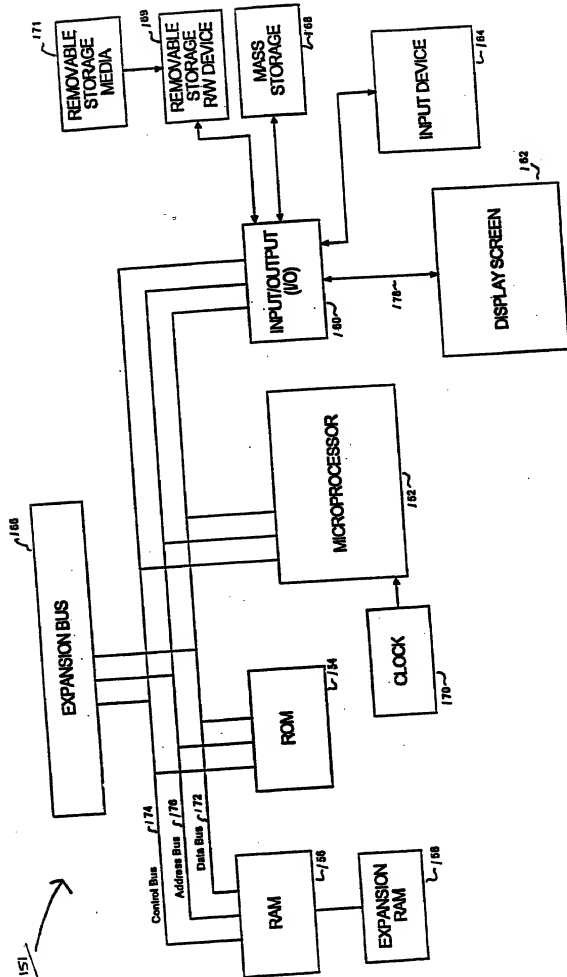 151
EXPANSION BUS
166
Control Bus
174
Address Bus
176
Data Bus
172
RAM
156
EXPANSION
RAM
158
ROM
154
CLOCK
170
MICROPROCESSOR
152
INPUT/OUTPUT
(I/O)
160
178
REMOVABLE
STORAGE
MEDIA
171
REMOVABLE
STORAGE
R/W DEVICE
169
MASS
STORAGE
168
INPUT DEVICE
164
DISPLAY SCREEN
162